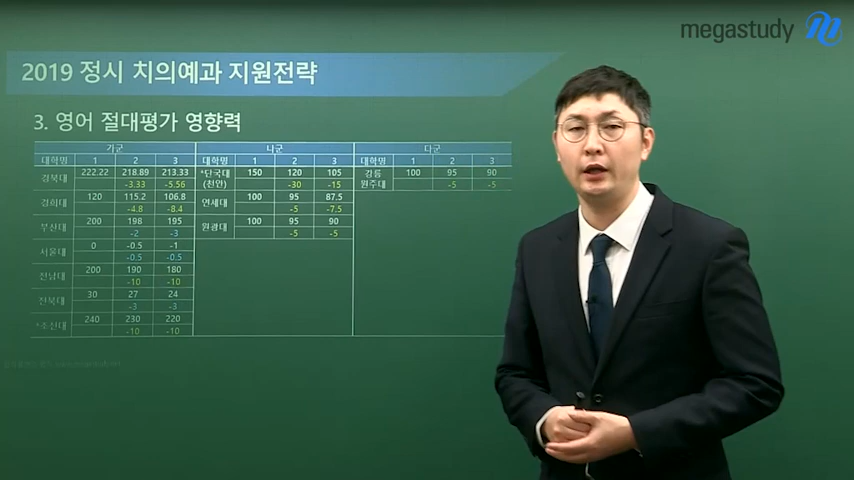 megastudy
2019 정시 치의예과 지원전략
3. 영어 절대평가 영향력
가군 나군 다군
대학명 1 2 3 대학명 1 2 3 대학명 1 2 3
경북대 222.22 218.89 213.33 *단국대 150 120 105 강릉 100 95 90
-3.33 -5.56 (천안) -30 -15 원주대 -5 -5
경희대 120 115.2 106.8 연세대 100 95 87.5
-4.8 -8.4 -5 -7.5
부산대 200 198 195 원광대 100 95 90
-2 -3 -5 -5
서울대 0 -0.5 -1
-0.5 -0.5
전남대 200 190 180
-10 -10
전북대 30 27 24
-3 -3
*조선대 240 230 220
-10 -10